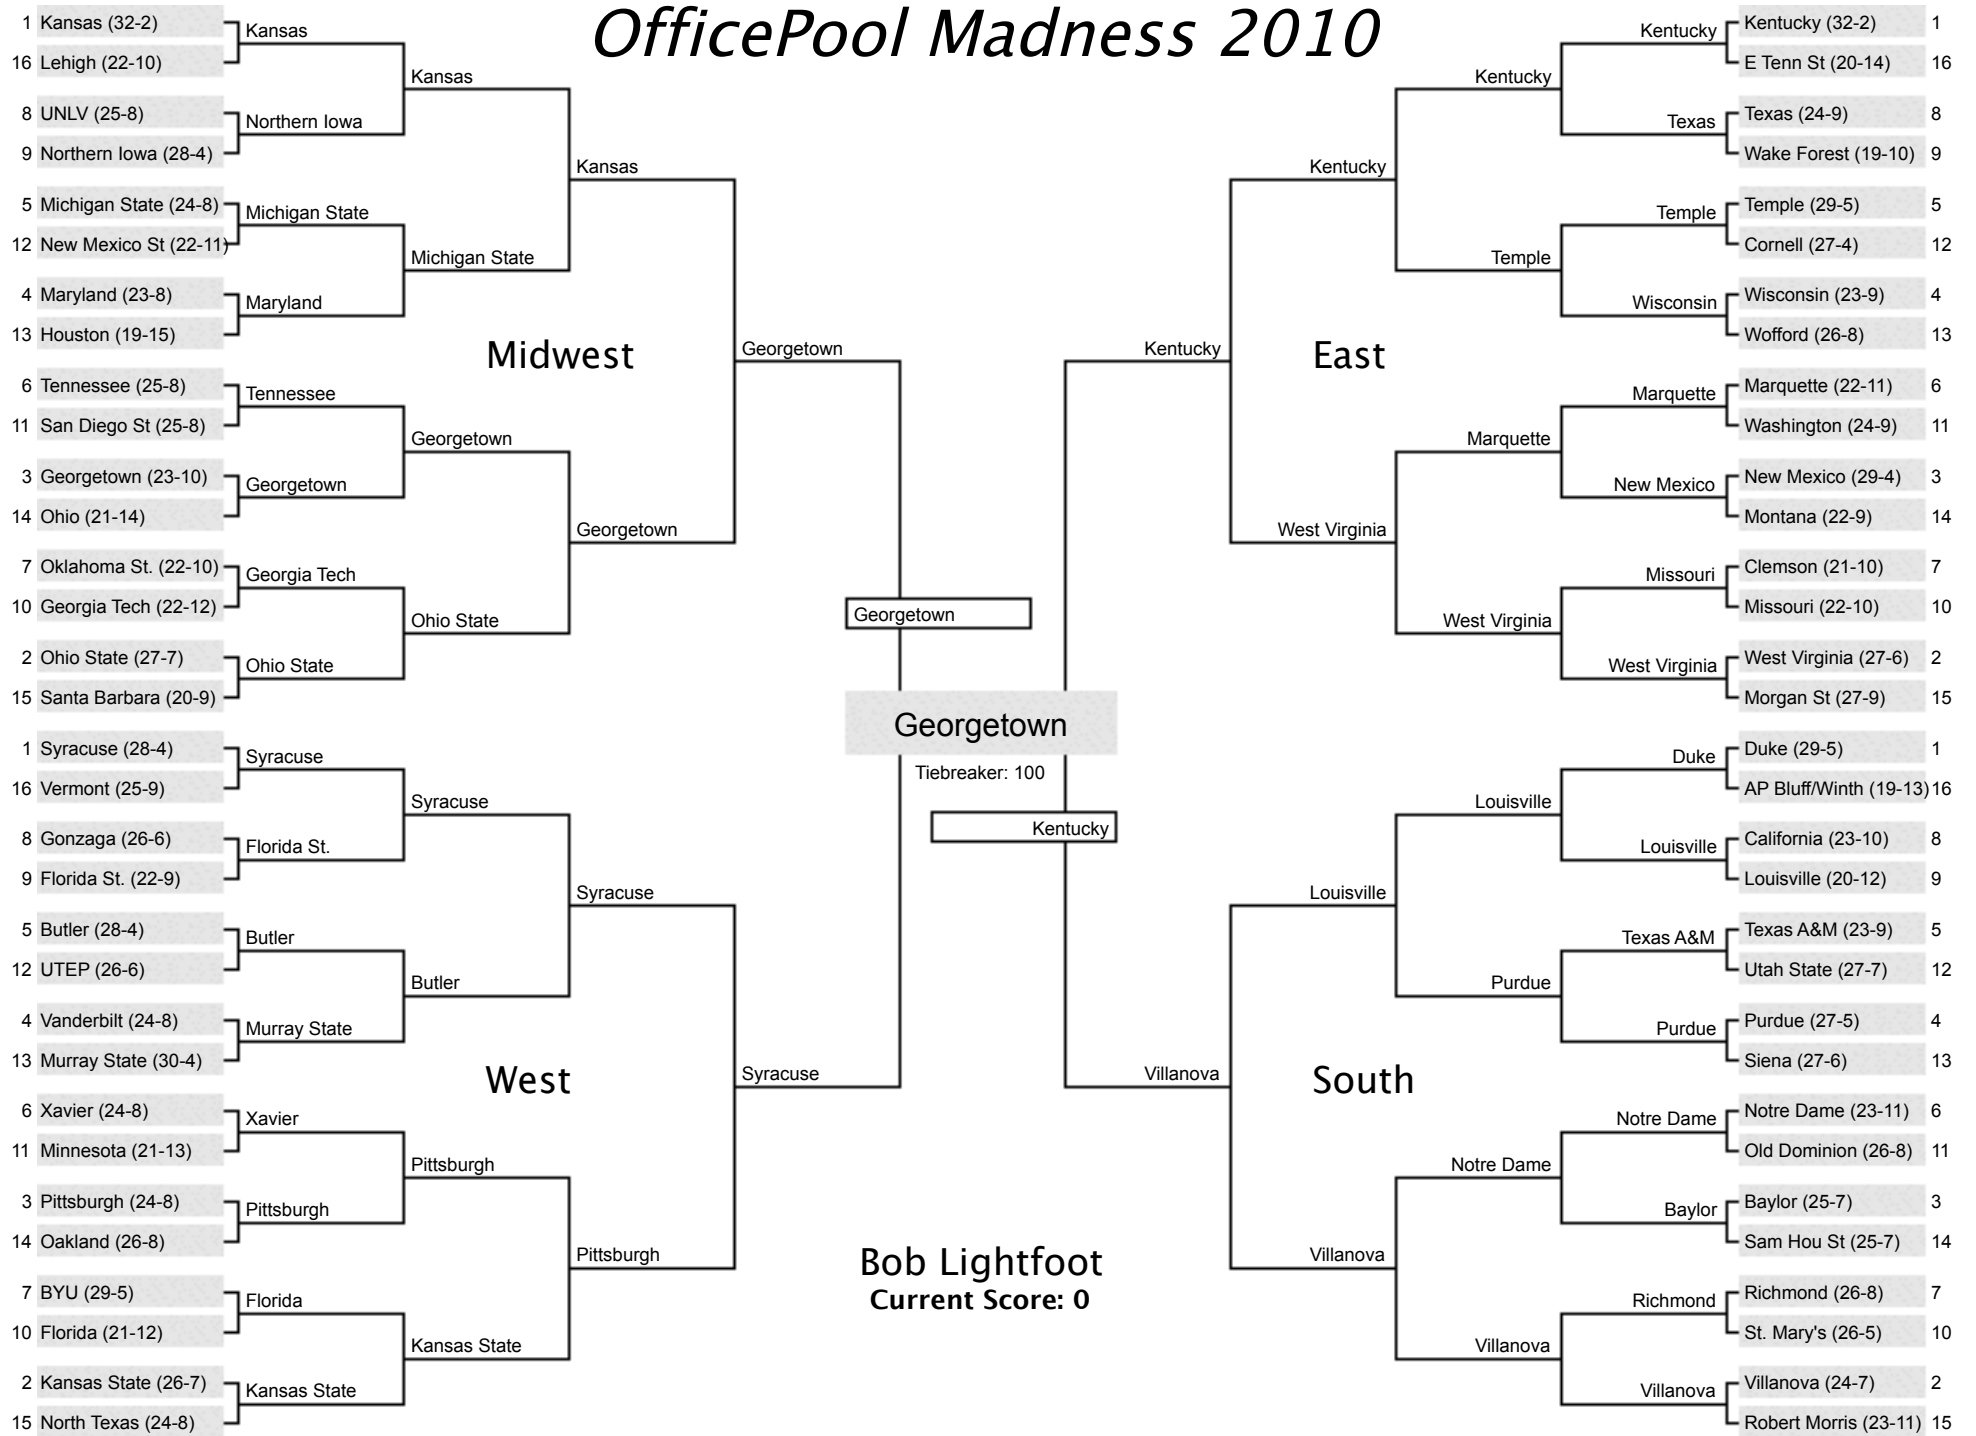 OfficePool Madness 2010
1 Kansas (32-2)
16 Lehigh (22-10)
8 UNLV (25-8)
9 Northern Iowa (28-4)
5 Michigan State (24-8)
12 New Mexico St (22-11)
4 Maryland (23-8)
13 Houston (19-15)
6 Tennessee (25-8)
11 San Diego St (25-8)
3 Georgetown (23-10)
14 Ohio (21-14)
7 Oklahoma St. (22-10)
10 Georgia Tech (22-12)
2 Ohio State (27-7)
15 Santa Barbara (20-9)
Kansas
Northern Iowa
Michigan State
Maryland
Tennessee
Georgetown
Georgia Tech
Ohio State
Kansas
Michigan State
Georgetown
Ohio State
Kansas
Georgetown
Midwest
Georgetown
1 Syracuse (28-4)
16 Vermont (25-9)
8 Gonzaga (26-6)
9 Florida St. (22-9)
5 Butler (28-4)
12 UTEP (26-6)
4 Vanderbilt (24-8)
13 Murray State (30-4)
6 Xavier (24-8)
11 Minnesota (21-13)
3 Pittsburgh (24-8)
14 Oakland (26-8)
7 BYU (29-5)
10 Florida (21-12)
2 Kansas State (26-7)
15 North Texas (24-8)
Syracuse
Florida St.
Butler
Murray State
Xavier
Pittsburgh
Florida
Kansas State
Syracuse
Butler
Pittsburgh
Kansas State
Syracuse
Pittsburgh
West
Syracuse
Georgetown
Georgetown
Tiebreaker: 100
Kentucky
Bob Lightfoot
Current Score: 0
Kentucky
East
Kentucky
West Virginia
Kentucky
Temple
Marquette
West Virginia
Kentucky
Texas
Temple
Wisconsin
Marquette
New Mexico
Missouri
West Virginia
Kentucky (32-2) 1
E Tenn St (20-14) 16
Texas (24-9) 8
Wake Forest (19-10) 9
Temple (29-5) 5
Cornell (27-4) 12
Wisconsin (23-9) 4
Wofford (26-8) 13
Marquette (22-11) 6
Washington (24-9) 11
New Mexico (29-4) 3
Montana (22-9) 14
Clemson (21-10) 7
Missouri (22-10) 10
West Virginia (27-6) 2
Morgan St (27-9) 15
Villanova
South
Louisville
Villanova
Louisville
Purdue
Notre Dame
Villanova
Duke
Louisville
Texas A&M
Purdue
Notre Dame
Baylor
Richmond
Villanova
Duke (29-5) 1
AP Bluff/Winth (19-13) 16
California (23-10) 8
Louisville (20-12) 9
Texas A&M (23-9) 5
Utah State (27-7) 12
Purdue (27-5) 4
Siena (27-6) 13
Notre Dame (23-11) 6
Old Dominion (26-8) 11
Baylor (25-7) 3
Sam Hou St (25-7) 14
Richmond (26-8) 7
St. Mary's (26-5) 10
Villanova (24-7) 2
Robert Morris (23-11) 15